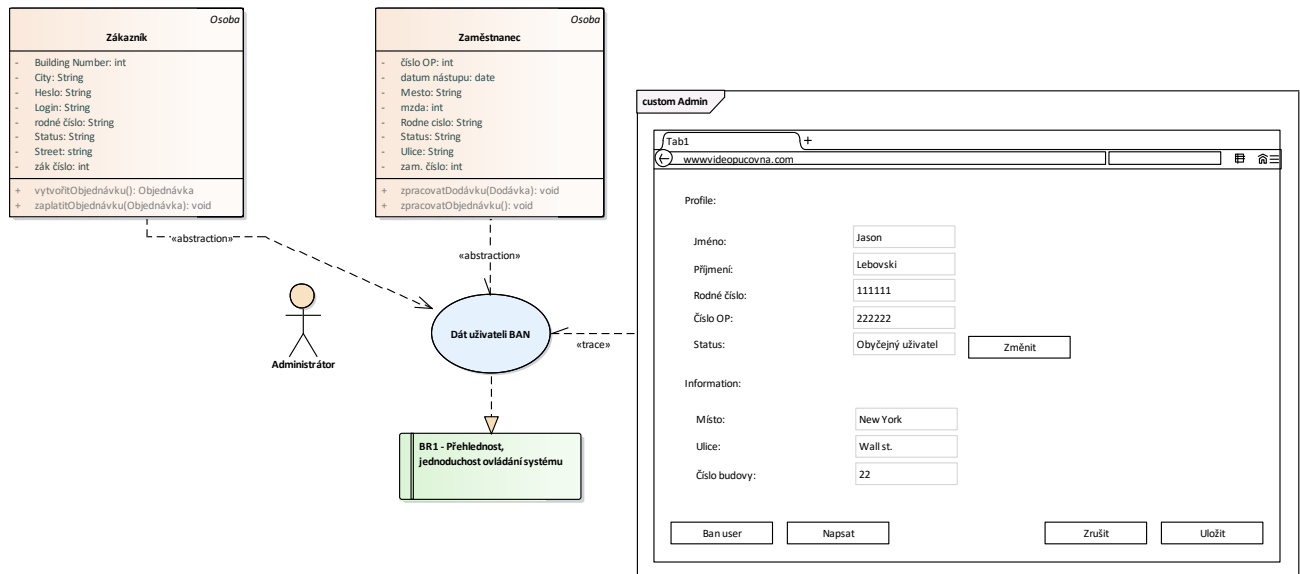 Osoba
Zákazník
- Building Number: int
- City: String
- Heslo: String
- Login: String
- rodné číslo: String
- Status: String
- Street: string
- zák číslo: int
+ vytvořitObjednávku(): Objednávka
+ zaplatitObjednávku(Objednávka): void
Osoba
Zaměstnanec
- číslo OP: int
- datum nástupu: date
- Mesto: String
- mzda: int
- Rodne cislo: String
- Status: String
- Ulice: String
- zam. číslo: int
+ zpracovatDodávku(Dodávka): void
+ zpracovatObjednávku(): void
«abstraction»
«abstraction»
Administrátor
Dát uživateli BAN
«trace»
BR1 - Přehlednost,
jednoduchost ovládání systému
custom Admin
Tab1 +
wwwvideopucovna.com
Profile:
Jméno: Jason
Příjmení: Lebovski
Rodné číslo: 111111
Číslo OP: 222222
Status: Obyčejný uživatel Změnit
Information:
Místo: New York
Ulice: Wall st.
Číslo budovy: 22
Ban user Napsat Zrušit Uložit